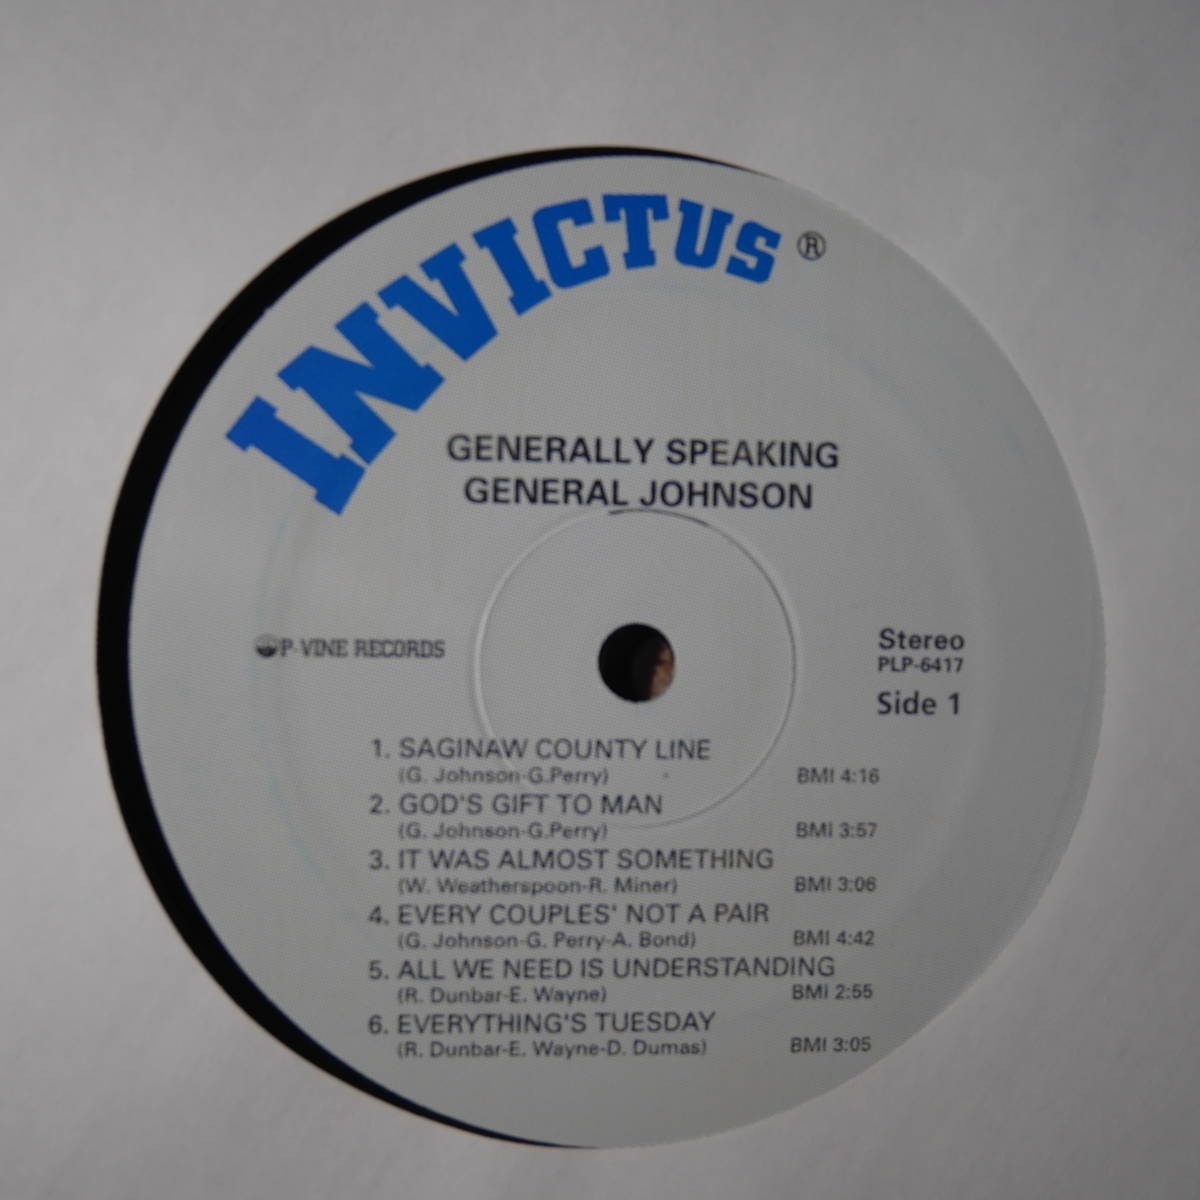 INVICTUS ®
GENERALLY SPEAKING
GENERAL JOHNSON
P-VINE RECORDS
Stereo
PLP-6417
Side 1
1. SAGINAW COUNTY LINE
(G. Johnson-G.Perry) BMI 4:16
2. GOD'S GIFT TO MAN
(G. Johnson-G.Perry) BMI 3:57
3. IT WAS ALMOST SOMETHING
(W. Weatherspoon-R. Miner) BMI 3:06
4. EVERY COUPLES' NOT A PAIR
(G. Johnson-G. Perry-A. Bond) BMI 4:42
5. ALL WE NEED IS UNDERSTANDING
(R. Dunbar-E. Wayne) BMI 2:55
6. EVERYTHING'S TUESDAY
(R. Dunbar-E. Wayne-D. Dumas) BMI 3:05